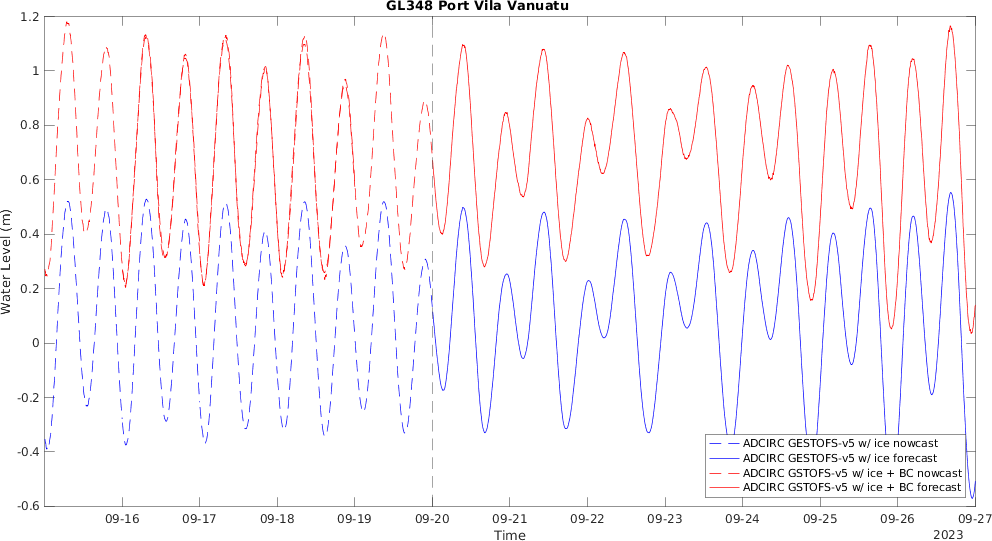 GL348 Port Vila Vanuatu
1.2
1
0.8
0.6
0.4
0.2
0
-0.2
-0.4
-0.6
Water Level (m)
ADCIRC GESTOFS-v5 w/ ice nowcast
ADCIRC GESTOFS-v5 w/ ice forecast
ADCIRC GSTOFS-v5 w/ ice + BC nowcast
ADCIRC GSTOFS-v5 w/ ice + BC forecast
09-16 09-17 09-18 09-19 09-20 09-21 09-22 09-23 09-24 09-25 09-26 09-27
Time
2023